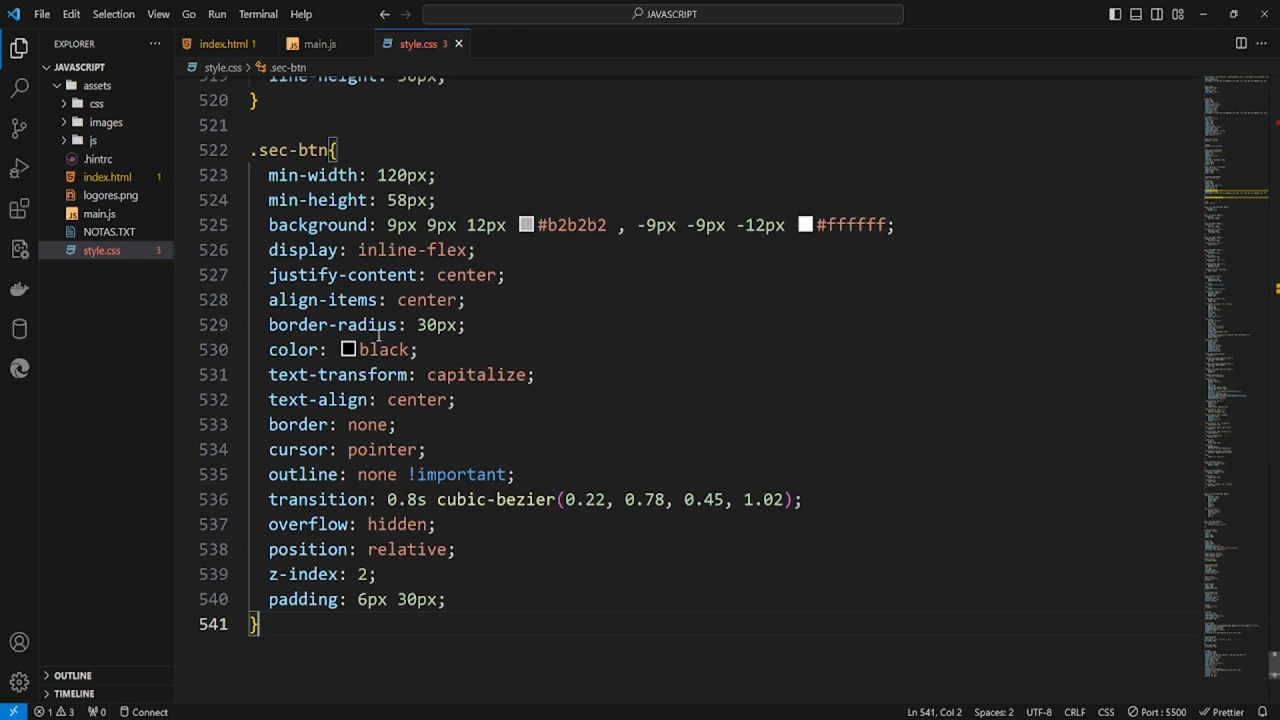 File Edit Selection View Go Run Terminal Help
JAVASCRIPT
EXPLORER
index.html 1
main.js
style.css 3
JAVASCRIPT
assets
css
images
js
.hintrc
index.html 1
logores.png
main.js
NOTAS.TXT
style.css 3
OUTLINE
TIMELINE
style.css > .sec-btn
520 }
521
522 .sec-btn{
523 min-width: 120px;
524 min-height: 58px;
525 background: 9px 9px 12px #b2b2b2 , -9px -9px -12px #ffffff;
526 display: inline-flex;
527 justify-content: center;
528 align-items: center;
529 border-radius: 30px;
530 color: black;
531 text-transform: capitalize;
532 text-align: center;
533 border: none;
534 cursor: pointer;
535 outline: none !important;
536 transition: 0.8s cubic-bezier(0.22, 0.78, 0.45, 1.02);
537 overflow: hidden;
538 position: relative;
539 z-index: 2;
540 padding: 6px 30px;
541 }
1 3 0 Connect
Ln 541, Col 2 Spaces: 2 UTF-8 CRLF CSS Port : 5500 Prettier